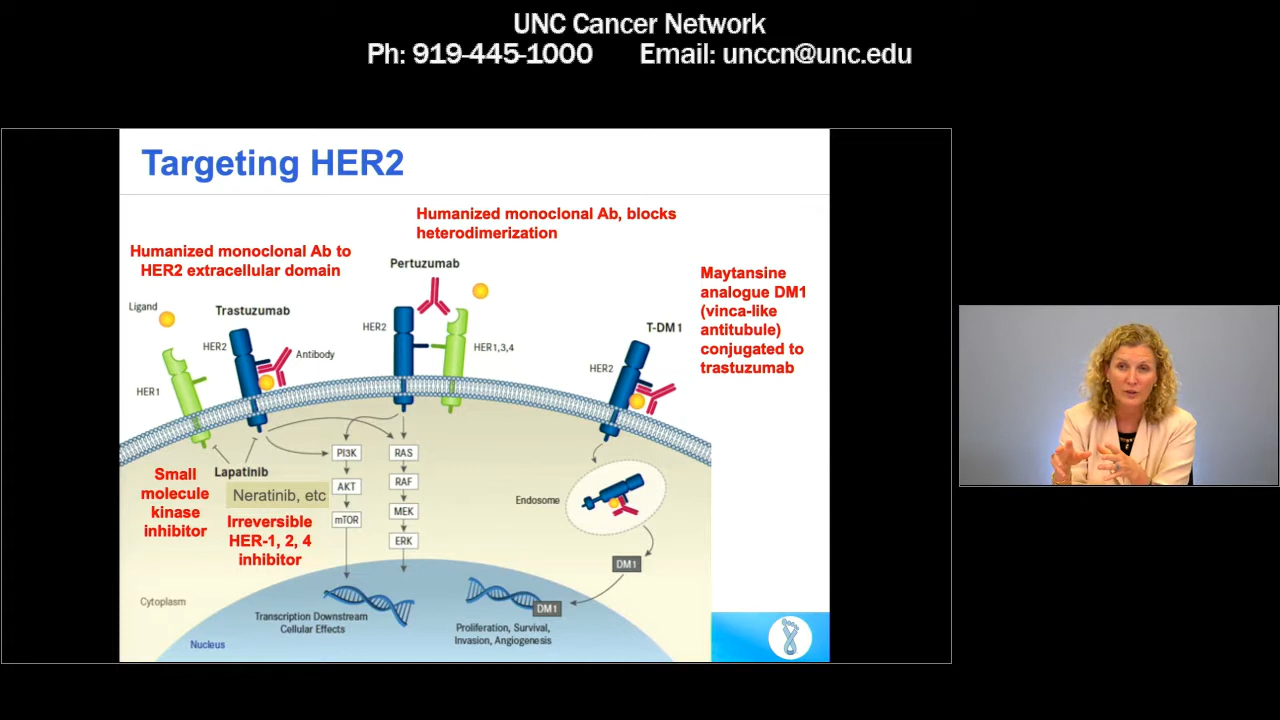 UNC Cancer Network
Ph: 919-445-1000 Email: unccn@unc.edu
Targeting HER2
Humanized monoclonal Ab, blocks
heterodimerization
Humanized monoclonal Ab to
HER2 extracellular domain
Pertuzumab
Maytansine
analogue DM1
(vinca-like
antitubule)
conjugated to
trastuzumab
Ligand
Trastuzumab
HER2
T-DM1
HER2
Antibody
HER1,3,4
HER2
HER1
PI3K
RAS
Lapatinib
Small
molecule
kinase
inhibitor
Neratinib, etc
AKT
RAF
Endosome
Irreversible
HER-1, 2, 4
inhibitor
mTOR
MEK
ERK
DM1
Cytoplasm
DM1
Transcription Downstream
Cellular Effects
Proliferation, Survival,
Invasion, Angiogenesis
Nucleus